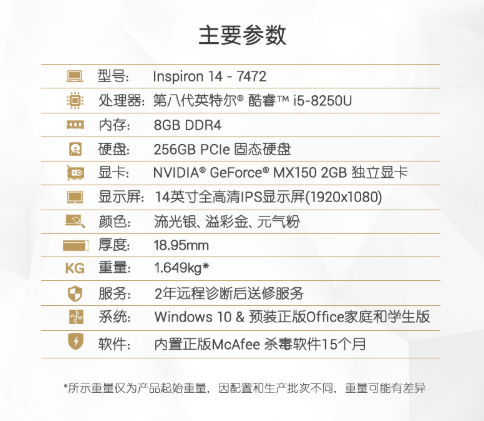 主要参数
型号: Inspiron 14 - 7472
处理器: 第八代英特尔® 酷睿™ i5-8250U
内存: 8GB DDR4
硬盘: 256GB PCIe 固态硬盘
显卡: NVIDIA® GeForce® MX150 2GB 独立显卡
显示屏: 14英寸全高清IPS显示屏(1920x1080)
颜色: 流光银、溢彩金、元气粉
厚度: 18.95mm
KG 重量: 1.649kg*
服务: 2年远程诊断后送修服务
系统: Windows 10 & 预装正版Office家庭和学生版
软件: 内置正版McAfee 杀毒软件15个月
*所示重量仅为产品起始重量，因配置和生产批次不同，重量可能有差异